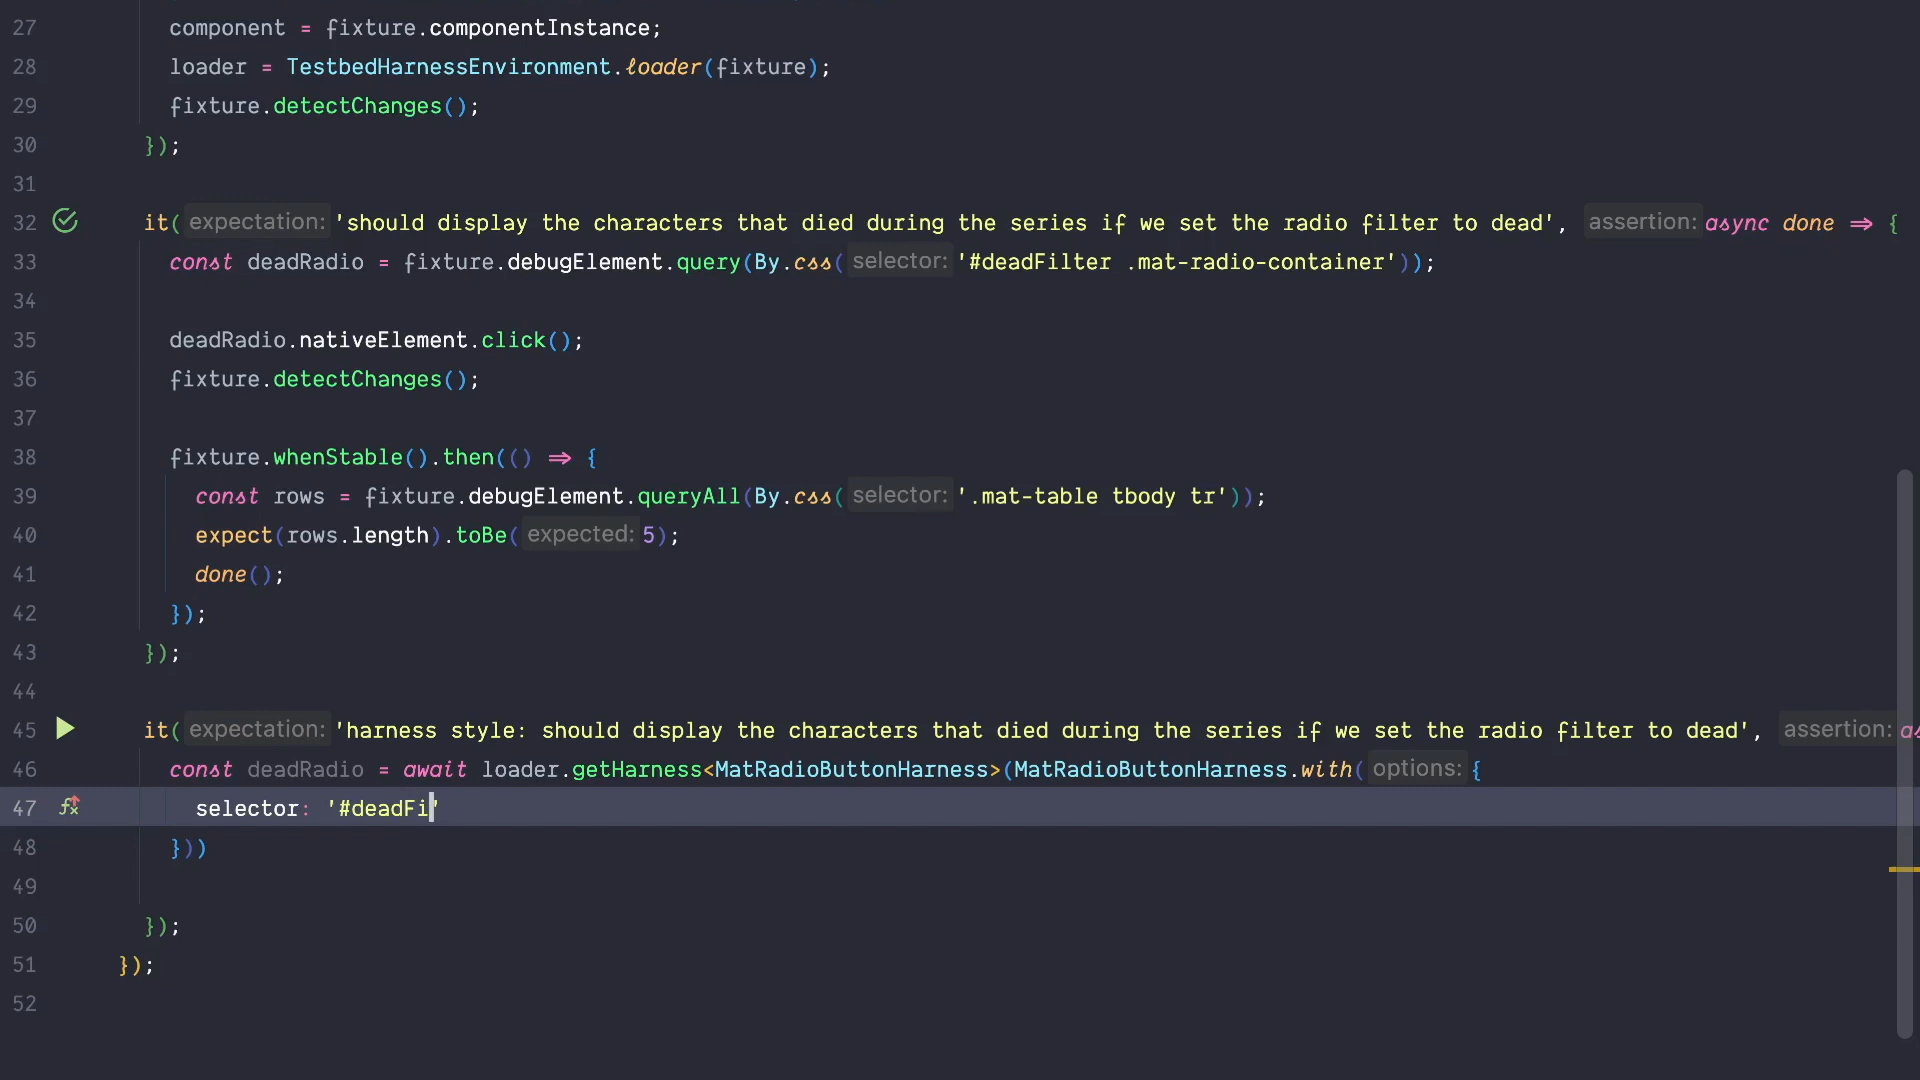 27 component = fixture.componentInstance;
28 loader = TestbedHarnessEnvironment.loader(fixture);
29 fixture.detectChanges();
30 });
31
32 it( expectation: 'should display the characters that died during the series if we set the radio filter to dead', assertion: async done ⇒ {
33 const deadRadio = fixture.debugElement.query(By.css( selector: '#deadFilter .mat-radio-container'));
34
35 deadRadio.nativeElement.click();
36 fixture.detectChanges();
37
38 fixture.whenStable().then(() ⇒ {
39 const rows = fixture.debugElement.queryAll(By.css( selector: '.mat-table tbody tr'));
40 expect(rows.length).toBe( expected: 5);
41 done();
42 });
43 });
44
45 it( expectation: 'harness style: should display the characters that died during the series if we set the radio filter to dead', assertion: as
46 const deadRadio = await loader.getHarness<MatRadioButtonHarness>(MatRadioButtonHarness.with( options: {
47 selector: '#deadFi'
48 }))
49
50 });
51 });
52